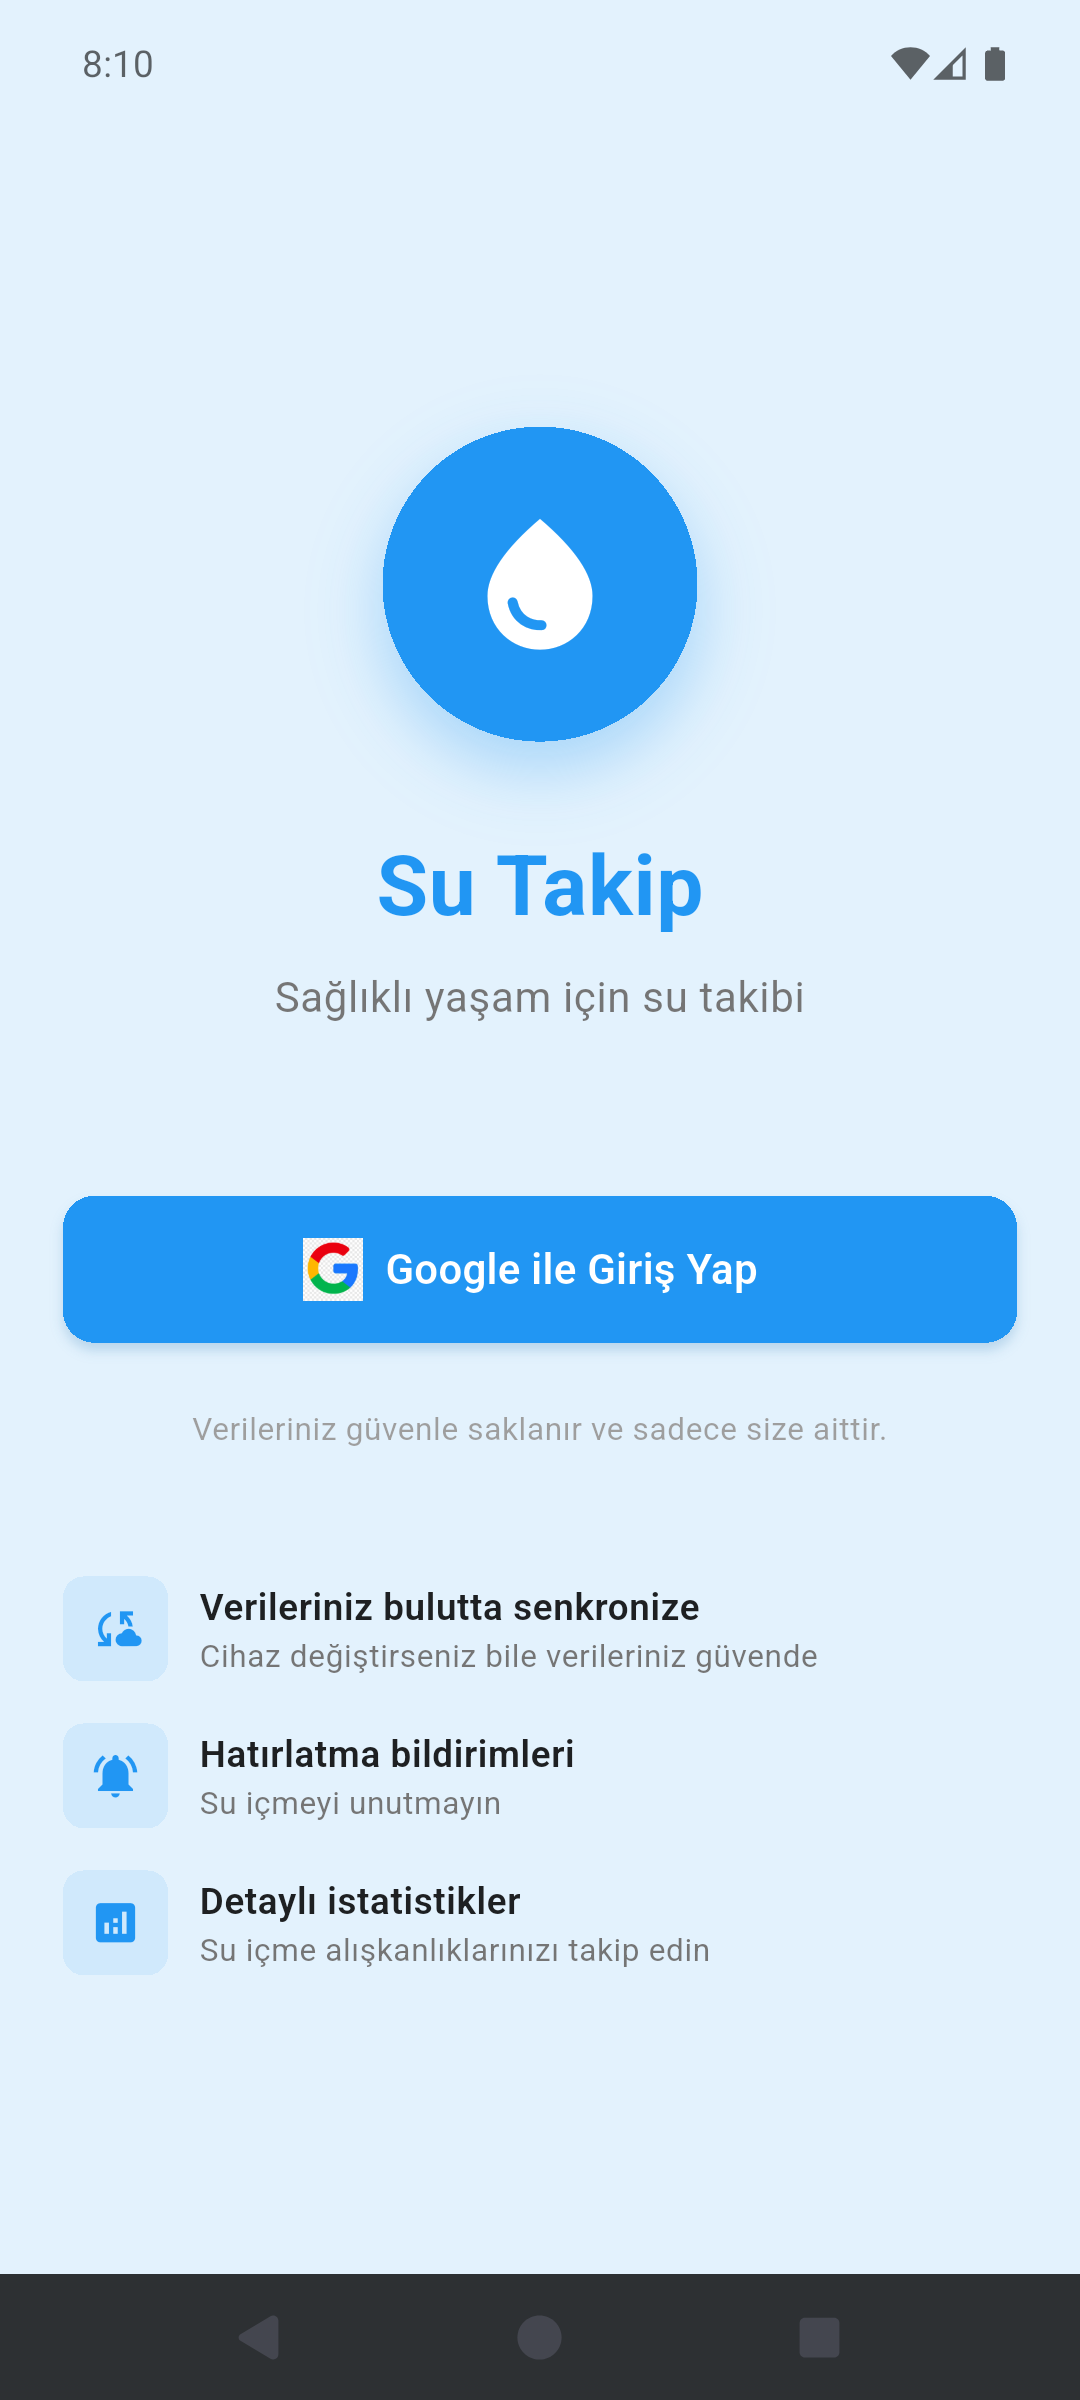 8:10
Su Takip
Sağlıklı yaşam için su takibi
Google ile Giriş Yap
Verileriniz güvenle saklanır ve sadece size aittir.
Verileriniz bulutta senkronize
Cihaz değiştirseniz bile verileriniz güvende
Hatırlatma bildirimleri
Su içmeyi unutmayın
Detaylı istatistikler
Su içme alışkanlıklarınızı takip edin